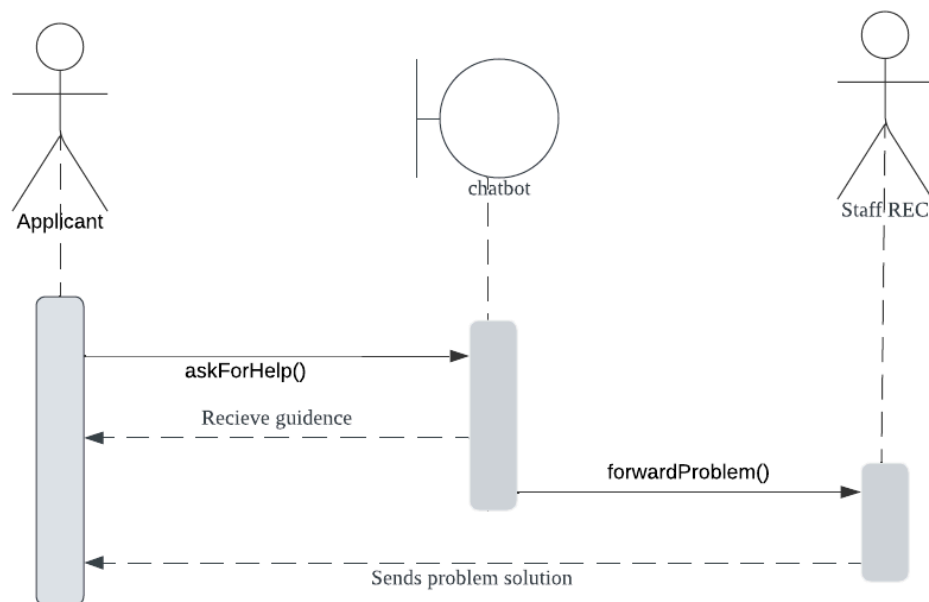 Applicant
chatbot
Staff REC
askForHelp()
Recieve guidence
forwardProblem()
Sends problem solution